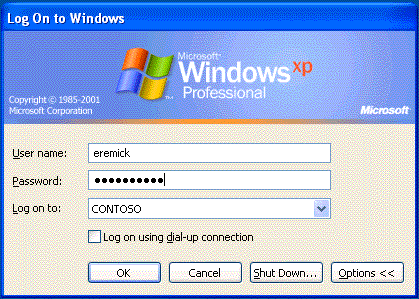 Log On to Windows
Microsoft®
Windows xp
Professional
Copyright © 1985-2001
Microsoft Corporation
Microsoft
User name: eremick
Password: ••••••••••
Log on to: CONTOSO
Log on using dial-up connection
OK Cancel Shut Down... Options <<